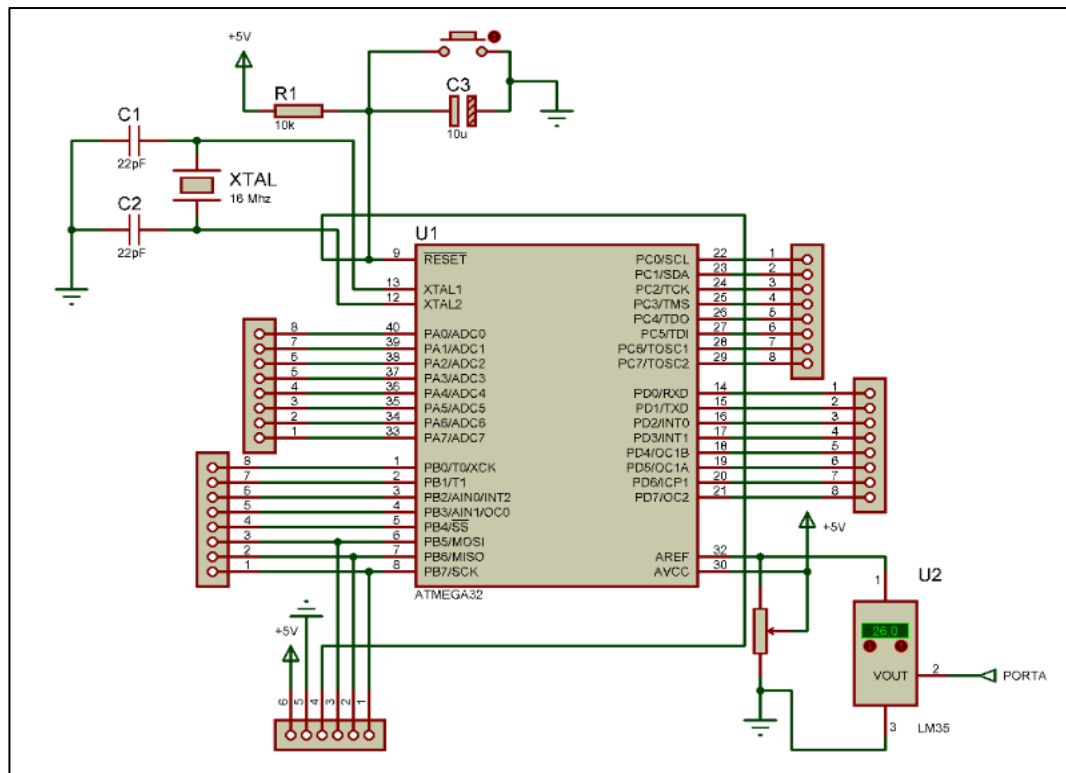 +5V
R1
10k
C3
10u
C1
22pF
XTAL
16 Mhz
C2
22pF
U1
9 RESET
13 XTAL1
12 XTAL2
8 40 PA0/ADC0
7 39 PA1/ADC1
6 38 PA2/ADC2
5 37 PA3/ADC3
4 36 PA4/ADC4
3 35 PA5/ADC5
2 34 PA6/ADC6
1 33 PA7/ADC7
8 1 PB0/T0/XCK
7 2 PB1/T1
6 3 PB2/AIN0/INT2
5 4 PB3/AIN1/OC0
4 5 PB4/SS
3 6 PB5/MOSI
2 7 PB6/MISO
1 8 PB7/SCK
PC0/SCL 22 1
PC1/SDA 23 2
PC2/TCK 24 3
PC3/TMS 25 4
PC4/TDO 26 5
PC5/TDI 27 6
PC6/TOSC1 28 7
PC7/TOSC2 29 8
PD0/RXD 14 1
PD1/TXD 15 2
PD2/INT0 16 3
PD3/INT1 17 4
PD4/OC1B 18 5
PD5/OC1A 19 6
PD6/ICP1 20 7
PD7/OC2 21 8
AREF 32
AVCC 30
ATMEGA32
+5V
U2
1
26.0
VOUT 2
PORTA
3
LM35
+5V
6 5 4 3 2 1